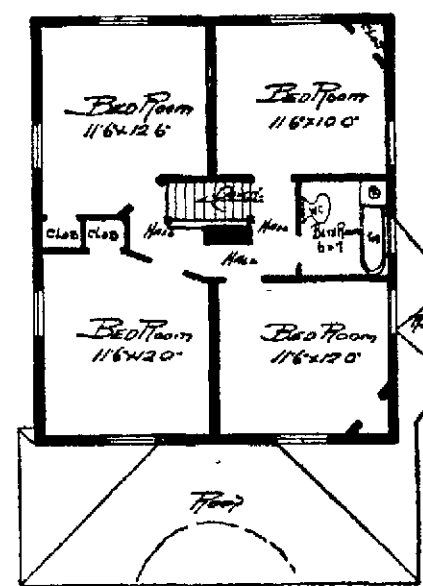 BED ROOM
11'6"x12'6"
BED ROOM
11'6"x10'0"
CLOS
CLOS
HALL
HALL
HALL
W.C.
BATH ROOM
6x7
BED ROOM
11'6"x12'0"
BED ROOM
11'6"x12'0"
ROOF